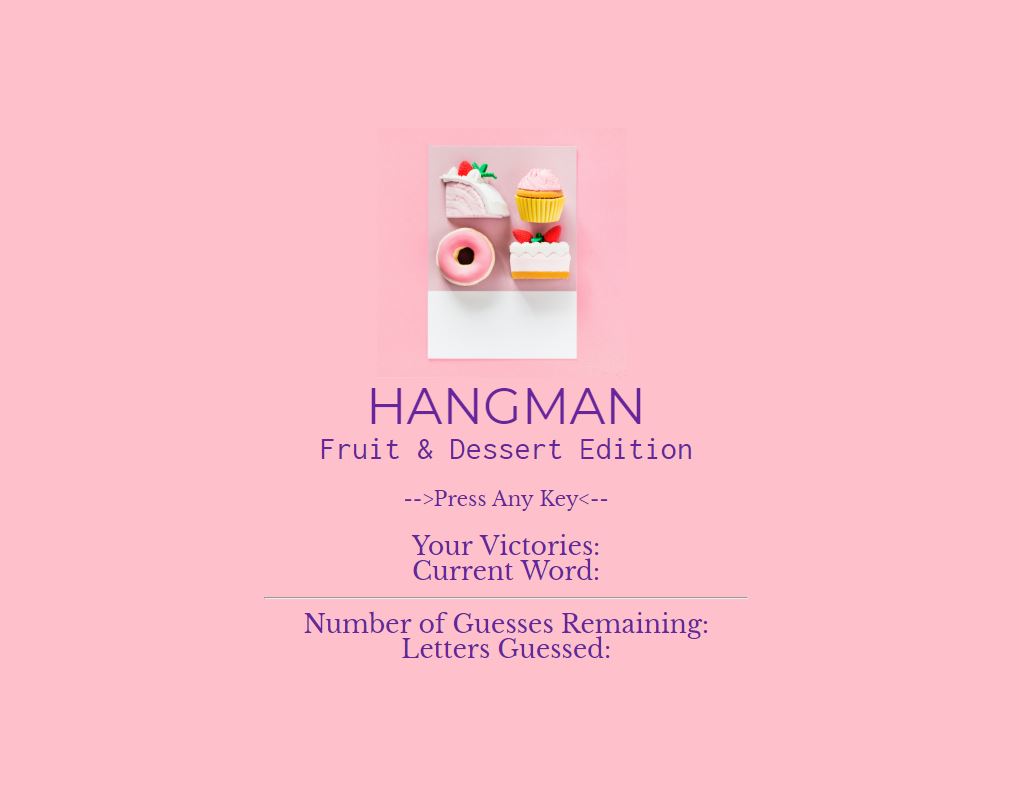 HANGMAN
Fruit & Dessert Edition
-->Press Any Key<--
Your Victories:
Current Word:
Number of Guesses Remaining:
Letters Guessed: